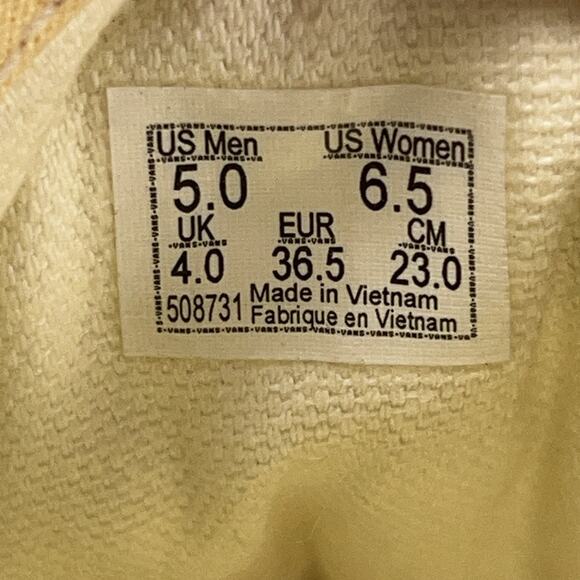 US Men US Women
5.0 6.5
UK EUR CM
4.0 36.5 23.0
508731 Made in Vietnam
Fabrique en Vietnam